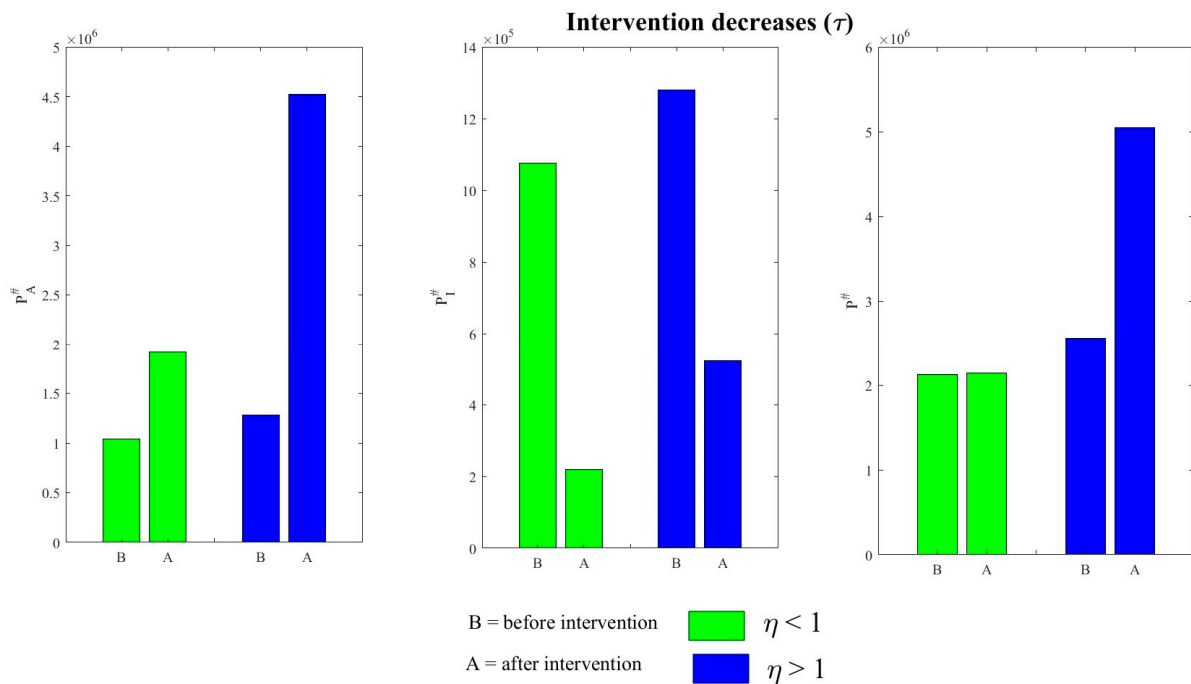 Intervention decreases (τ)
×10^6
5
4.5
4
3.5
3
2.5
2
1.5
1
0.5
0
P_A^#
B
A
B
A
×10^5
14
12
10
8
6
4
2
0
P_I^#
B
A
B
A
×10^6
6
5
4
3
2
1
0
P^#
B
A
B
A
B = before intervention
η < 1
A = after intervention
η > 1